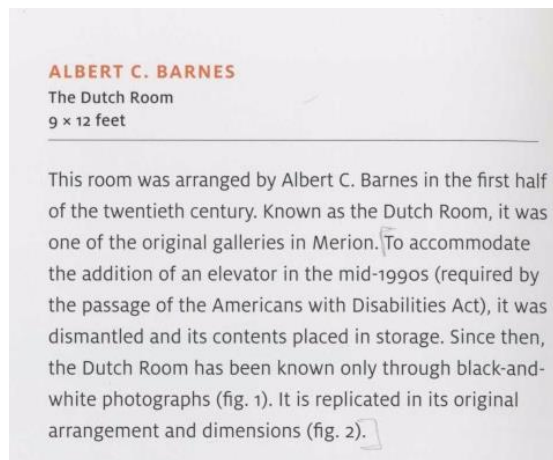 ALBERT C. BARNES
The Dutch Room
9 × 12 feet
This room was arranged by Albert C. Barnes in the first half
of the twentieth century. Known as the Dutch Room, it was
one of the original galleries in Merion. To accommodate
the addition of an elevator in the mid-1990s (required by
the passage of the Americans with Disabilities Act), it was
dismantled and its contents placed in storage. Since then,
the Dutch Room has been known only through black-and-
white photographs (fig. 1). It is replicated in its original
arrangement and dimensions (fig. 2).